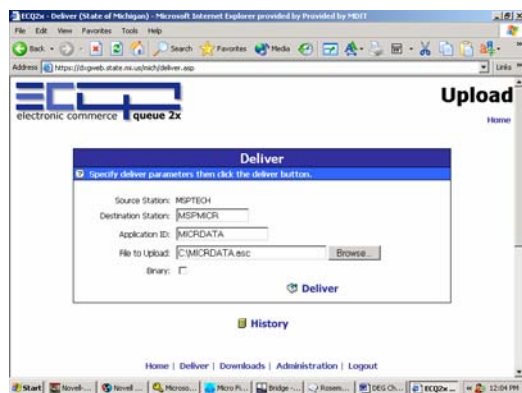 ECQ2x - Deliver (State of Michigan) - Microsoft Internet Explorer provided by Provided by MDIT
File Edit View Favorites Tools Help
Back Search Favorites Media
Address https://dxgweb.state.mi.us/mich/deliver.asp Links
electronic commerce queue 2x
Upload
Home
Deliver
Specify deliver parameters then click the deliver button.
Source Station: MSPTECH
Destination Station: MSPMICR
Application ID: MICRDATA
File to Upload: C:\MICRDATA.asc Browse...
Binary:
Deliver
History
Home | Deliver | Downloads | Administration | Logout
Start Novell-... Novell ... Microso... Micro Fi... Bridge -... Rosem... DEG Ch... ECQ2x ... 12:04 PM